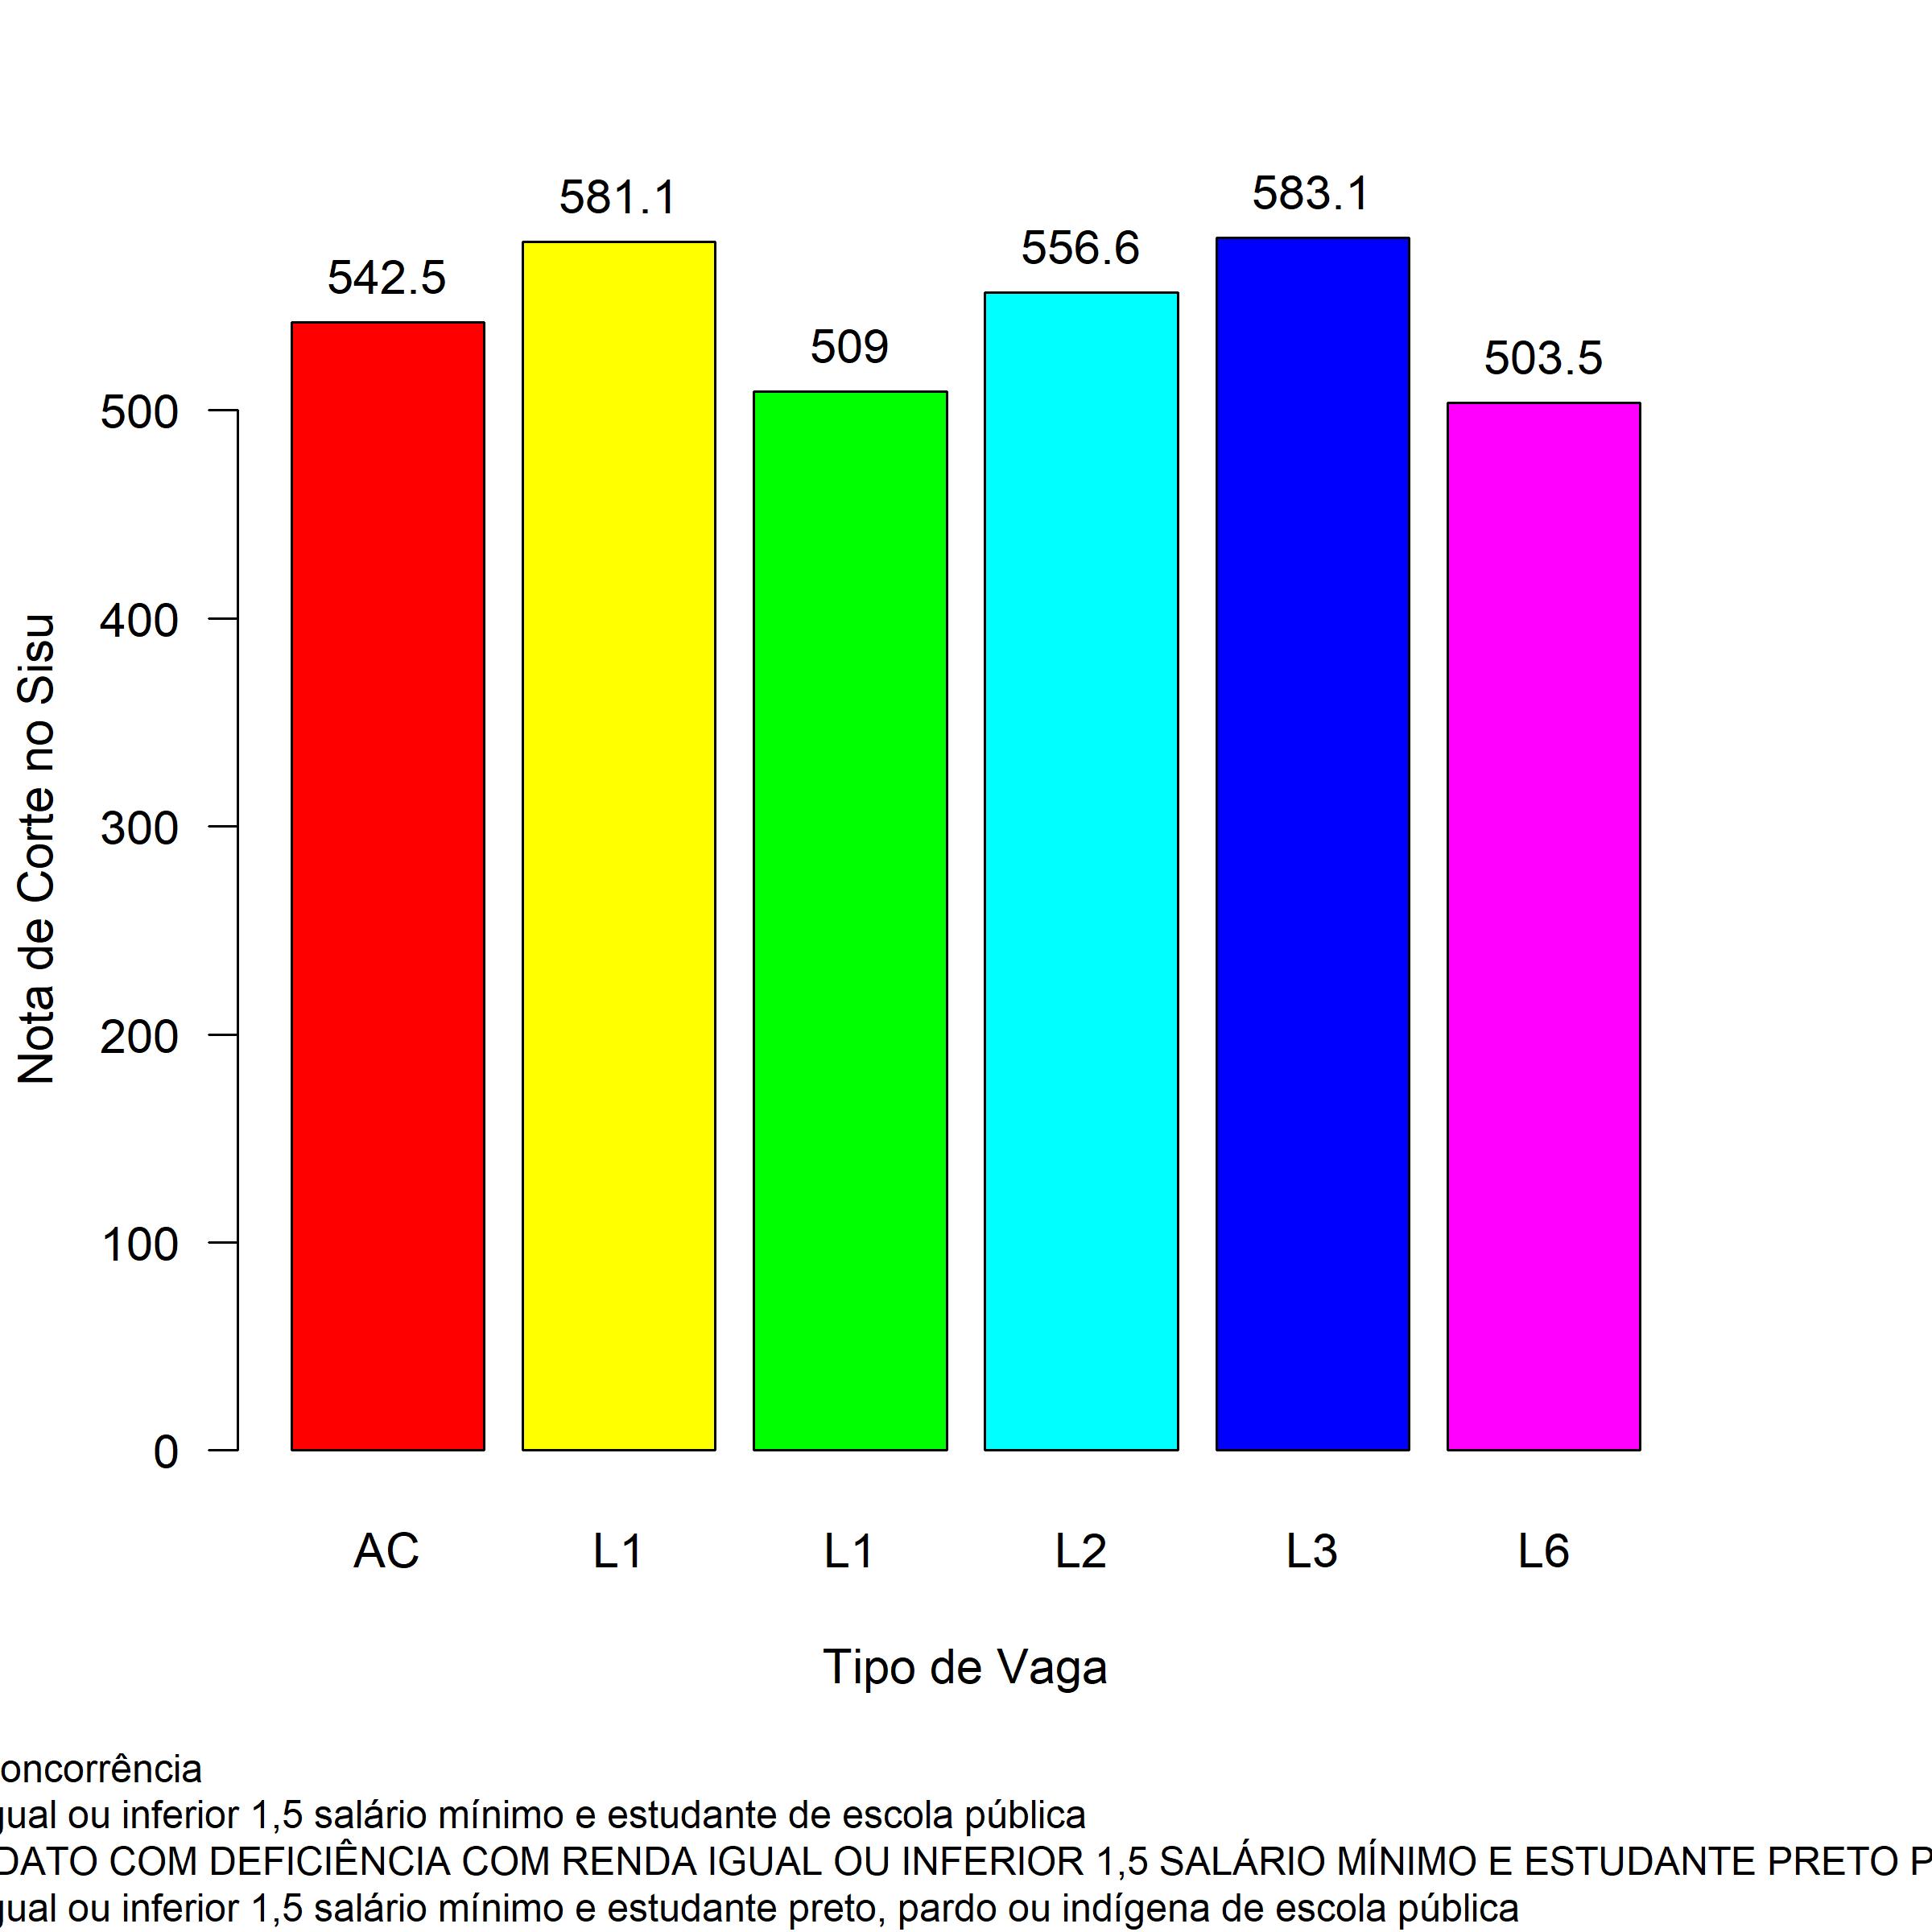 581.1
583.1
556.6
542.5
509
503.5
500
400
300
200
100
0
Nota de Corte no Sisu
AC L1 L1 L2 L3 L6
Tipo de Vaga
oncorrência
gual ou inferior 1,5 salário mínimo e estudante de escola pública
DATO COM DEFICIÊNCIA COM RENDA IGUAL OU INFERIOR 1,5 SALÁRIO MÍNIMO E ESTUDANTE PRETO P
gual ou inferior 1,5 salário mínimo e estudante preto, pardo ou indígena de escola pública